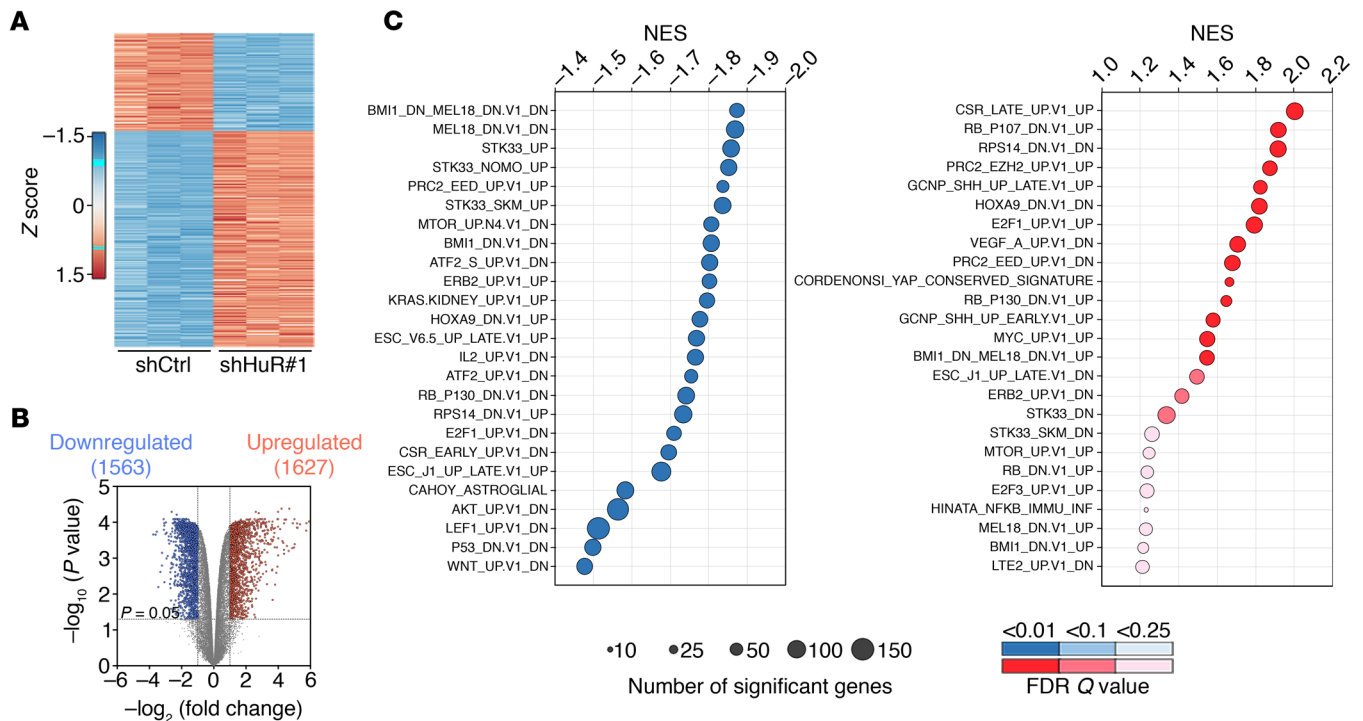 A
−1.5
0
1.5
Z score
shCtrl
shHuR#1
B
Downregulated
(1563)
Upregulated
(1627)
5
4
3
2
1
0
−log10 (P value)
P = 0.05
−6 −4 −2 0 2 4 6
−log2 (fold change)
C
NES
−1.4 −1.5 −1.6 −1.7 −1.8 −1.9 −2.0
BMI1_DN_MEL18_DN.V1_DN
MEL18_DN.V1_DN
STK33_UP
STK33_NOMO_UP
PRC2_EED_UP.V1_UP
STK33_SKM_UP
MTOR_UP.N4.V1_DN
BMI1_DN.V1_DN
ATF2_S_UP.V1_DN
ERB2_UP.V1_UP
KRAS.KIDNEY_UP.V1_UP
HOXA9_DN.V1_UP
ESC_V6.5_UP_LATE.V1_UP
IL2_UP.V1_DN
ATF2_UP.V1_DN
RB_P130_DN.V1_DN
RPS14_DN.V1_UP
E2F1_UP.V1_DN
CSR_EARLY_UP.V1_DN
ESC_J1_UP_LATE.V1_UP
CAHOY_ASTROGLIAL
AKT_UP.V1_DN
LEF1_UP.V1_DN
P53_DN.V1_DN
WNT_UP.V1_DN
NES
1.0 1.2 1.4 1.6 1.8 2.0 2.2
CSR_LATE_UP.V1_UP
RB_P107_DN.V1_UP
RPS14_DN.V1_DN
PRC2_EZH2_UP.V1_UP
GCNP_SHH_UP_LATE.V1_UP
HOXA9_DN.V1_DN
E2F1_UP.V1_UP
VEGF_A_UP.V1_DN
PRC2_EED_UP.V1_DN
CORDENONSI_YAP_CONSERVED_SIGNATURE
RB_P130_DN.V1_UP
GCNP_SHH_UP_EARLY.V1_UP
MYC_UP.V1_UP
BMI1_DN_MEL18_DN.V1_UP
ESC_J1_UP_LATE.V1_DN
ERB2_UP.V1_DN
STK33_DN
STK33_SKM_DN
MTOR_UP.V1_UP
RB_DN.V1_UP
E2F3_UP.V1_UP
HINATA_NFKB_IMMU_INF
MEL18_DN.V1_UP
BMI1_DN.V1_UP
LTE2_UP.V1_DN
10 25 50 100 150
Number of significant genes
<0.01 <0.1 <0.25
FDR Q value